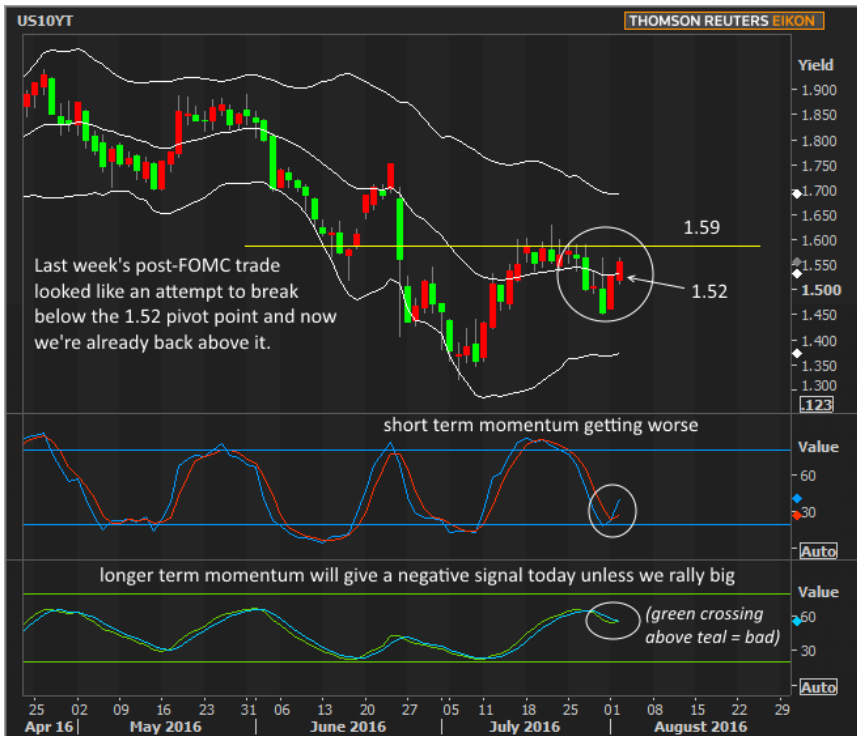 US10YT
THOMSON REUTERS EIKON
Yield
1.900
1.850
1.800
1.750
1.700
1.650
1.600
1.550
1.500
1.450
1.400
1.350
1.300
.123
1.59
1.52
Last week's post-FOMC trade
looked like an attempt to break
below the 1.52 pivot point and now
we're already back above it.
short term momentum getting worse
Value
60
30
Auto
longer term momentum will give a negative signal today unless we rally big
Value
60
30
Auto
(green crossing
above teal = bad)
25 02 09 16 23 31 06 13 20 27 05 11 18 25 01 08 15 22 29
Apr 16 May 2016 June 2016 July 2016 August 2016